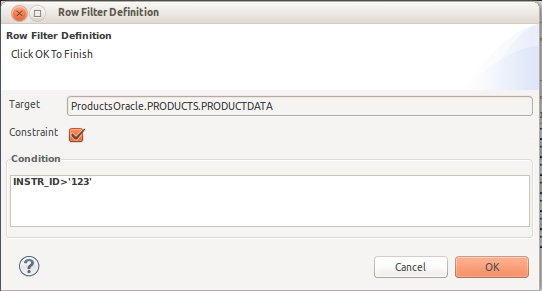 Row Filter Definition
Row Filter Definition
Click OK To Finish
Target ProductsOracle.PRODUCTS.PRODUCTDATA
Constraint
Condition
INSTR_ID>'123'
? Cancel OK